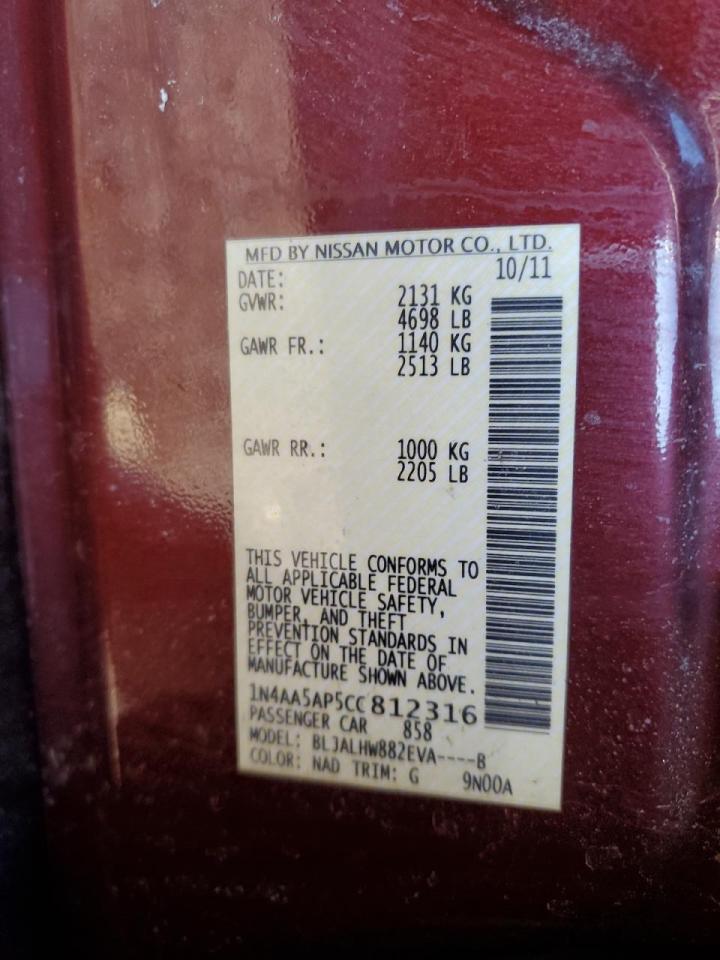 MFD BY NISSAN MOTOR CO., LTD.
DATE: 10/11
GVWR: 2131 KG
4698 LB
GAWR FR.: 1140 KG
2513 LB
GAWR RR.: 1000 KG
2205 LB
THIS VEHICLE CONFORMS TO
ALL APPLICABLE FEDERAL
MOTOR VEHICLE SAFETY,
BUMPER, AND THEFT
PREVENTION STANDARDS IN
EFFECT ON THE DATE OF
MANUFACTURE SHOWN ABOVE.
1N4AA5AP5CC812316
PASSENGER CAR 858
MODEL: BLJALHW882EVA----B
COLOR: NAD TRIM: G 9N00A